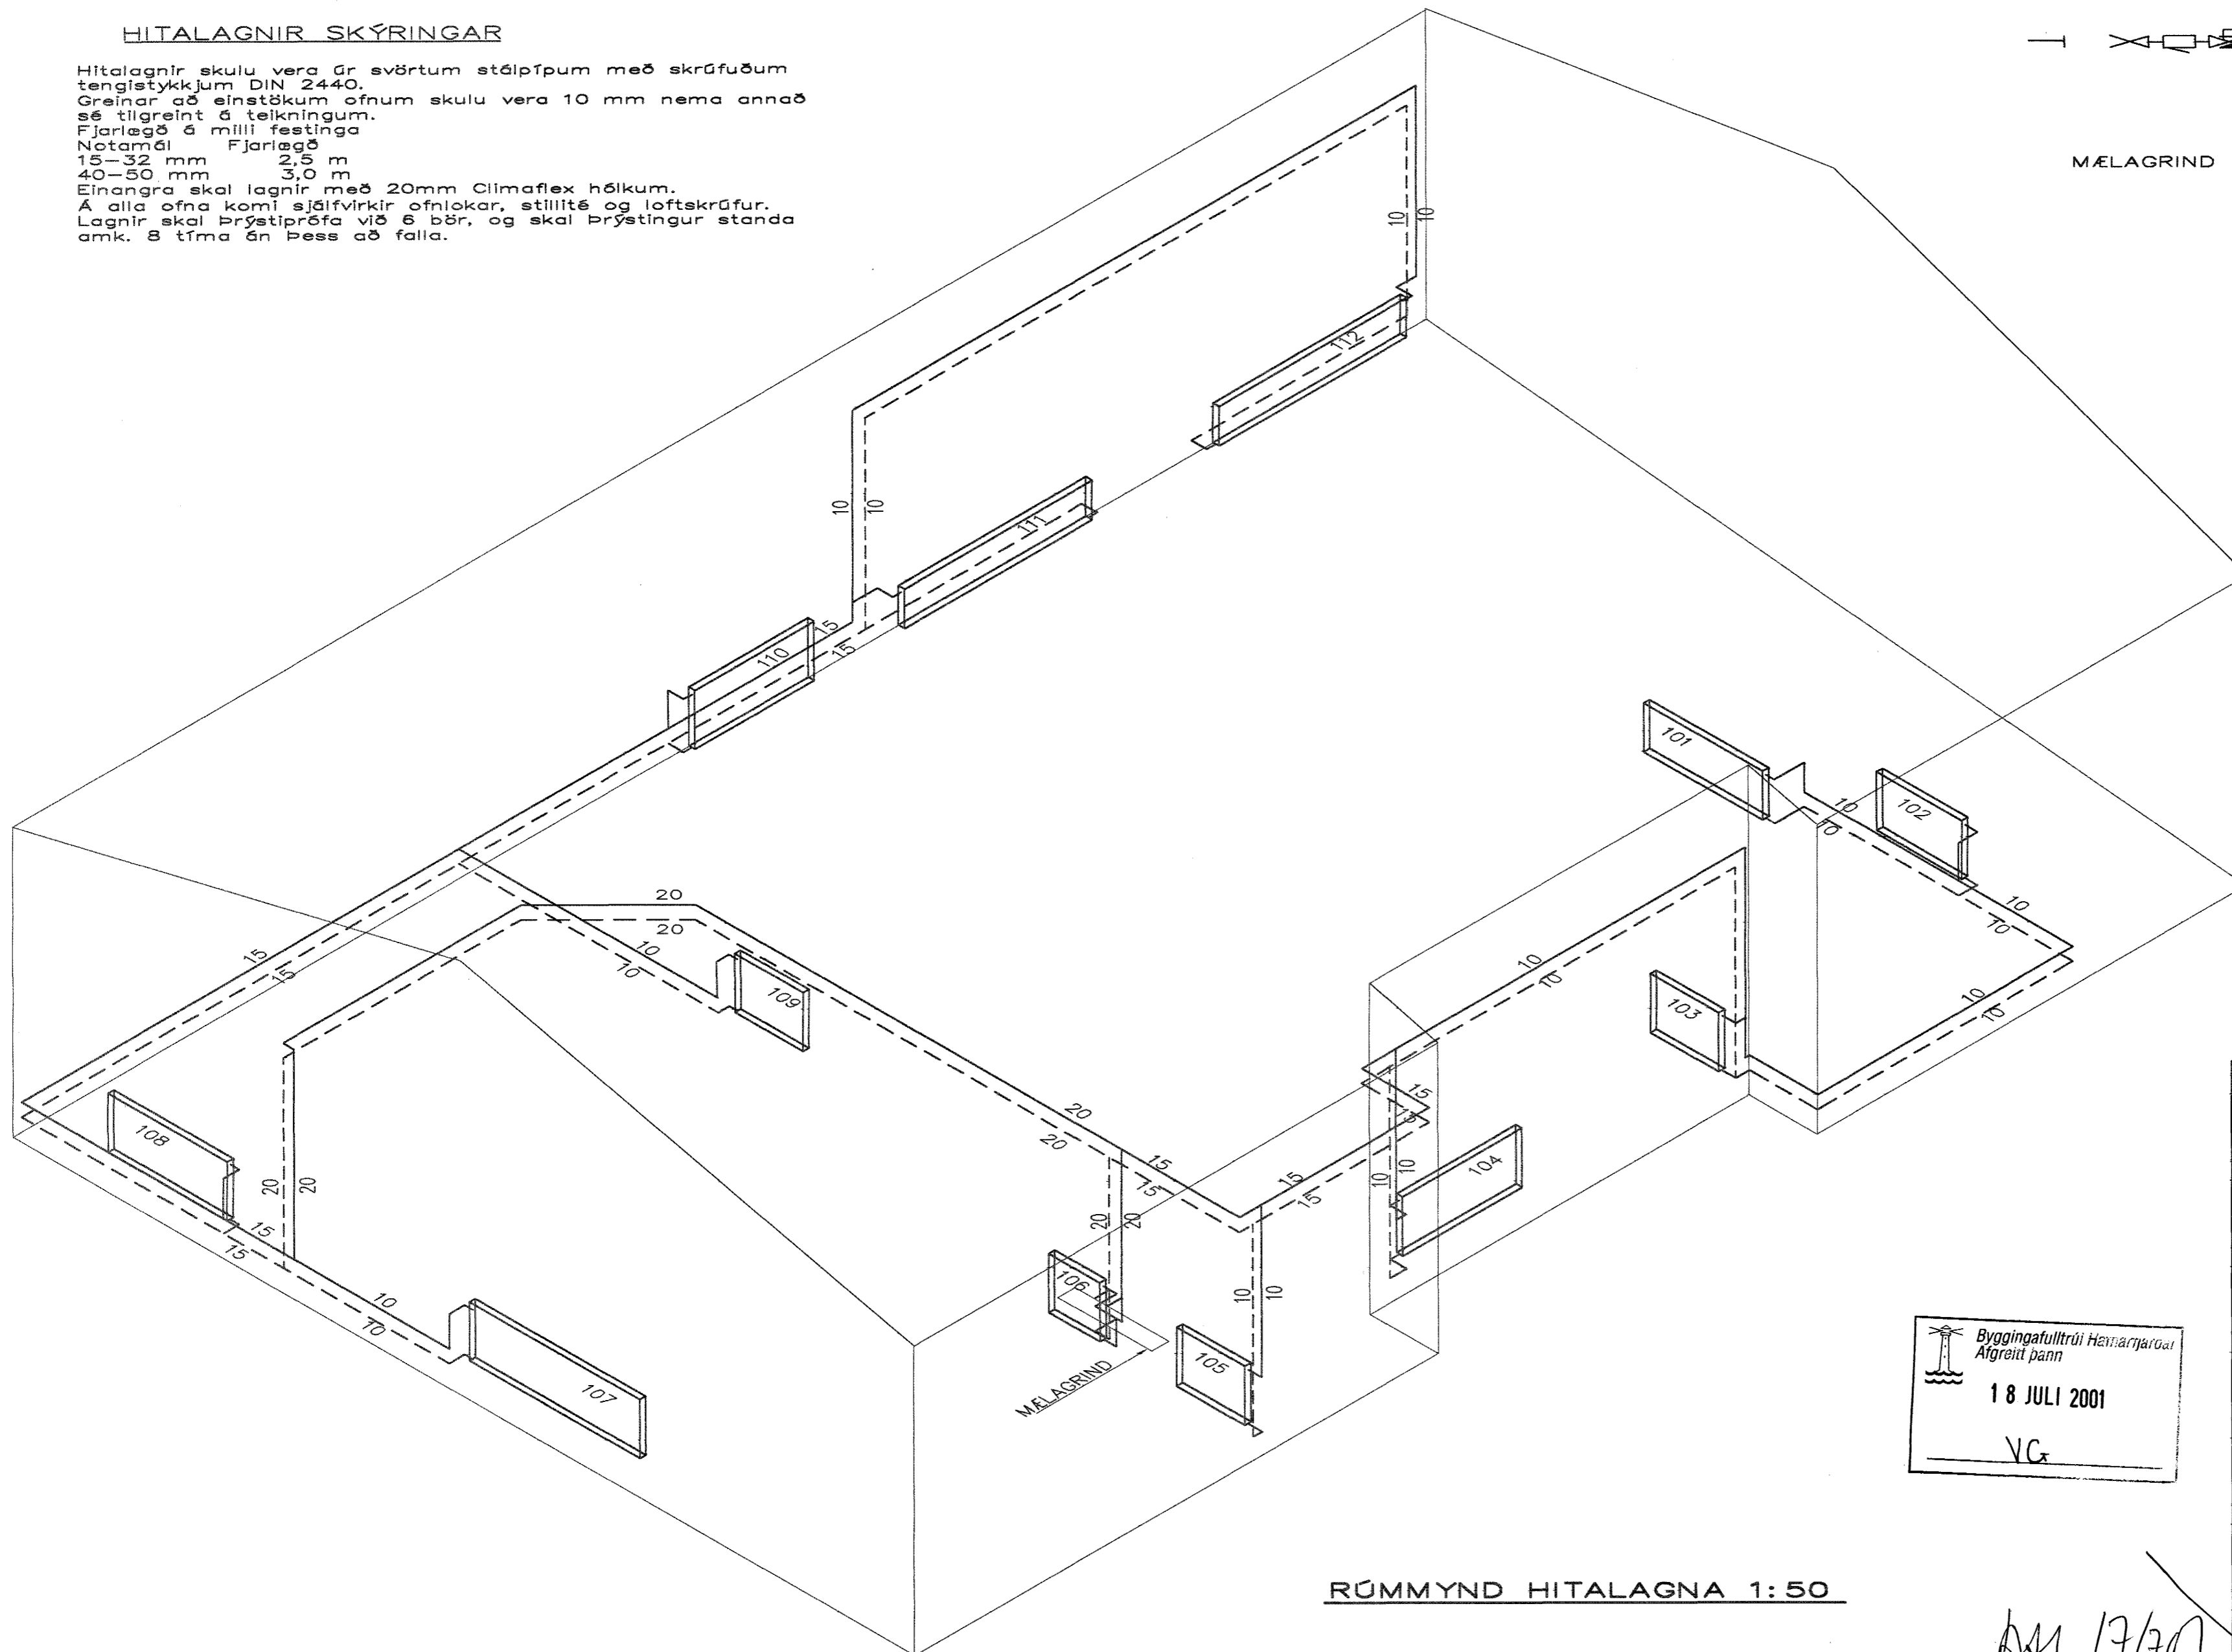 HITALAGNIR SKÝRINGAR
Hitalagnir skulu vera úr svörtum stálpípum með skrúfuðum
tengistykkjum DIN 2440.
Greinar að einstökum ofnum skulu vera 10 mm nema annað
sé tilgreint á teikningum.
Fjarlægð á milli festinga
Notamál Fjarlægð
15-32 mm 2,5 m
40-50 mm 3,0 m
Einangra skal lagnir með 20mm Climaflex hólkum.
Á alla ofna komi sjálfvirkir ofnlokar, stillité og loftskrúfur.
Lagnir skal þrýstiprófa við 6 bör, og skal þrýstingur standa
amk. 8 tíma án þess að falla.
MÆLAGRIND
10 10
112
10 10
111
15
110
15
101
10
102
10
20
20
10
10
109
15
15
10
10
10
10
103
10
10
108
20 20
15
15
20
20
15
15
15
15
15
15
10 10
104
20 20
106
10 10
105
10
10
107
MÆLAGRIND
Byggingafulltrúi Hafnarfjarðar
Afgreitt þann
18 JULI 2001
VG
RÚMMYND HITALAGNA 1:50